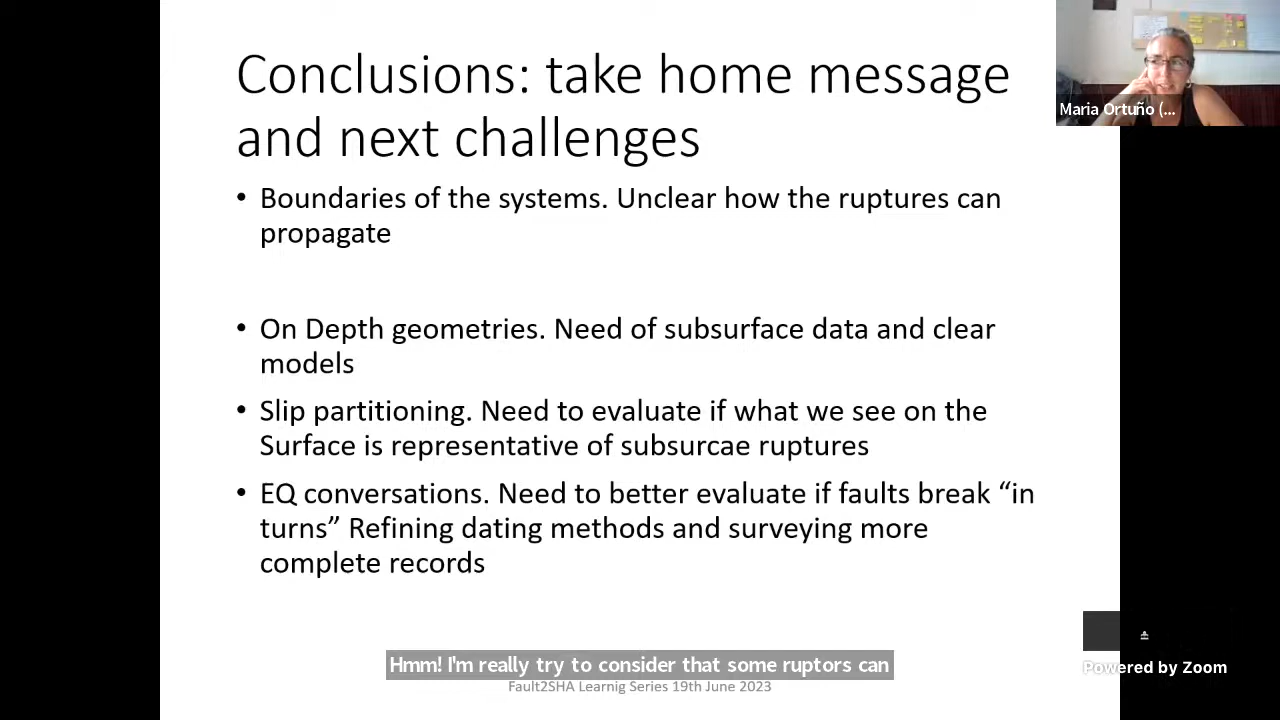 Conclusions: take home message
and next challenges
Maria Ortuño (...
• Boundaries of the systems. Unclear how the ruptures can
propagate
• On Depth geometries. Need of subsurface data and clear
models
• Slip partitioning. Need to evaluate if what we see on the
Surface is representative of subsurcae ruptures
• EQ conversations. Need to better evaluate if faults break “in
turns” Refining dating methods and surveying more
complete records
Hmm! I'm really try to consider that some ruptors can
Fault2SHA Learnig Series 19th June 2023
Powered by Zoom